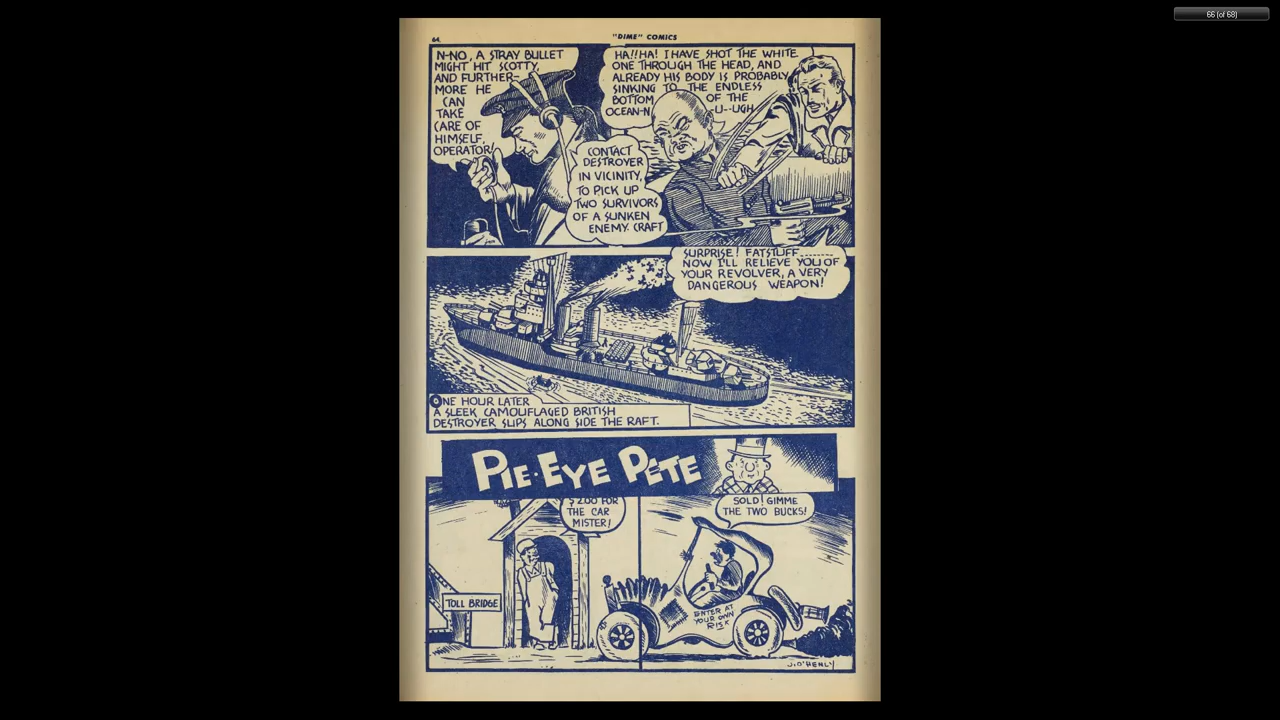 66 (of 68)
64.
"DIME" COMICS
N-NO, A STRAY BULLET
MIGHT HIT SCOTTY,
AND FURTHER-
MORE HE
CAN
TAKE
CARE OF
HIMSELF,
OPERATOR!
HA!!HA! I HAVE SHOT THE WHITE
ONE THROUGH THE HEAD, AND
ALREADY HIS BODY IS PROBABLY
SINKING TO THE ENDLESS
BOTTOM OF THE
OCEAN-N -U--UGH
CONTACT
DESTROYER
IN VICINITY,
TO PICK UP
TWO SURVIVORS
OF A SUNKEN
ENEMY CRAFT
SURPRISE! FATSTUFF........
NOW I'LL RELIEVE YOU OF
YOUR REVOLVER, A VERY
DANGEROUS WEAPON!
ONE HOUR LATER
A SLEEK CAMOUFLAGED BRITISH
DESTROYER SLIPS ALONG SIDE THE RAFT.
PIE-EYE PETE
$2.00 FOR
THE CAR
MISTER!
SOLD! GIMME
THE TWO BUCKS!
TOLL BRIDGE
ENTER AT
YOUR OWN
RISK
J. O'HENLY